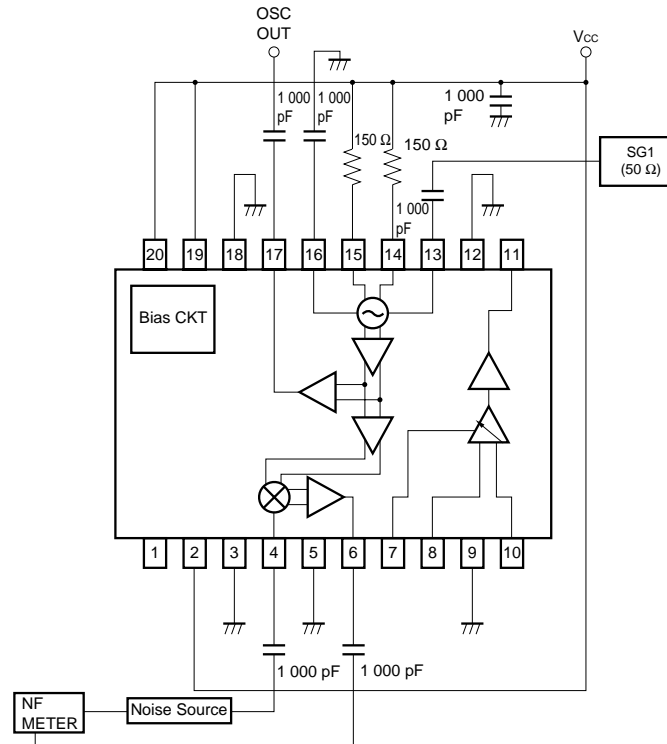 OSC
OUT
VCC
1 000
pF
1 000
pF
150 Ω
150 Ω
1 000
pF
1 000
pF
SG1
(50 Ω)
20
19
18
17
16
15
14
13
12
11
Bias CKT
1
2
3
4
5
6
7
8
9
10
1 000 pF
1 000 pF
NF
METER
Noise Source